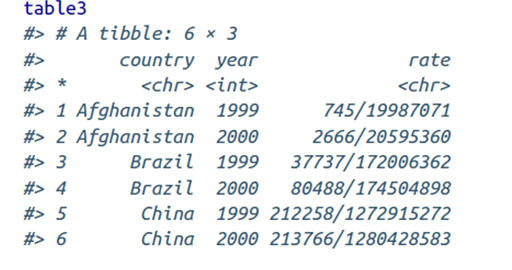 table3
#> # A tibble: 6 × 3
#> country year rate
#> * <chr> <int> <chr>
#> 1 Afghanistan 1999 745/19987071
#> 2 Afghanistan 2000 2666/20595360
#> 3 Brazil 1999 37737/172006362
#> 4 Brazil 2000 80488/174504898
#> 5 China 1999 212258/1272915272
#> 6 China 2000 213766/1280428583